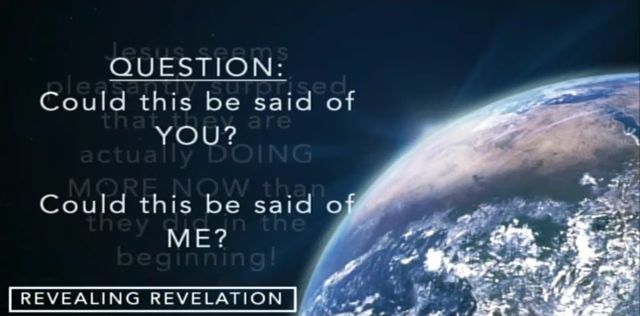 QUESTION:
Could this be said of
YOU?
Could this be said of
ME?
Jesus seems
pleasantly surprised
that they are
actually DOING
MORE NOW than
they did in the
beginning!
REVEALING REVELATION